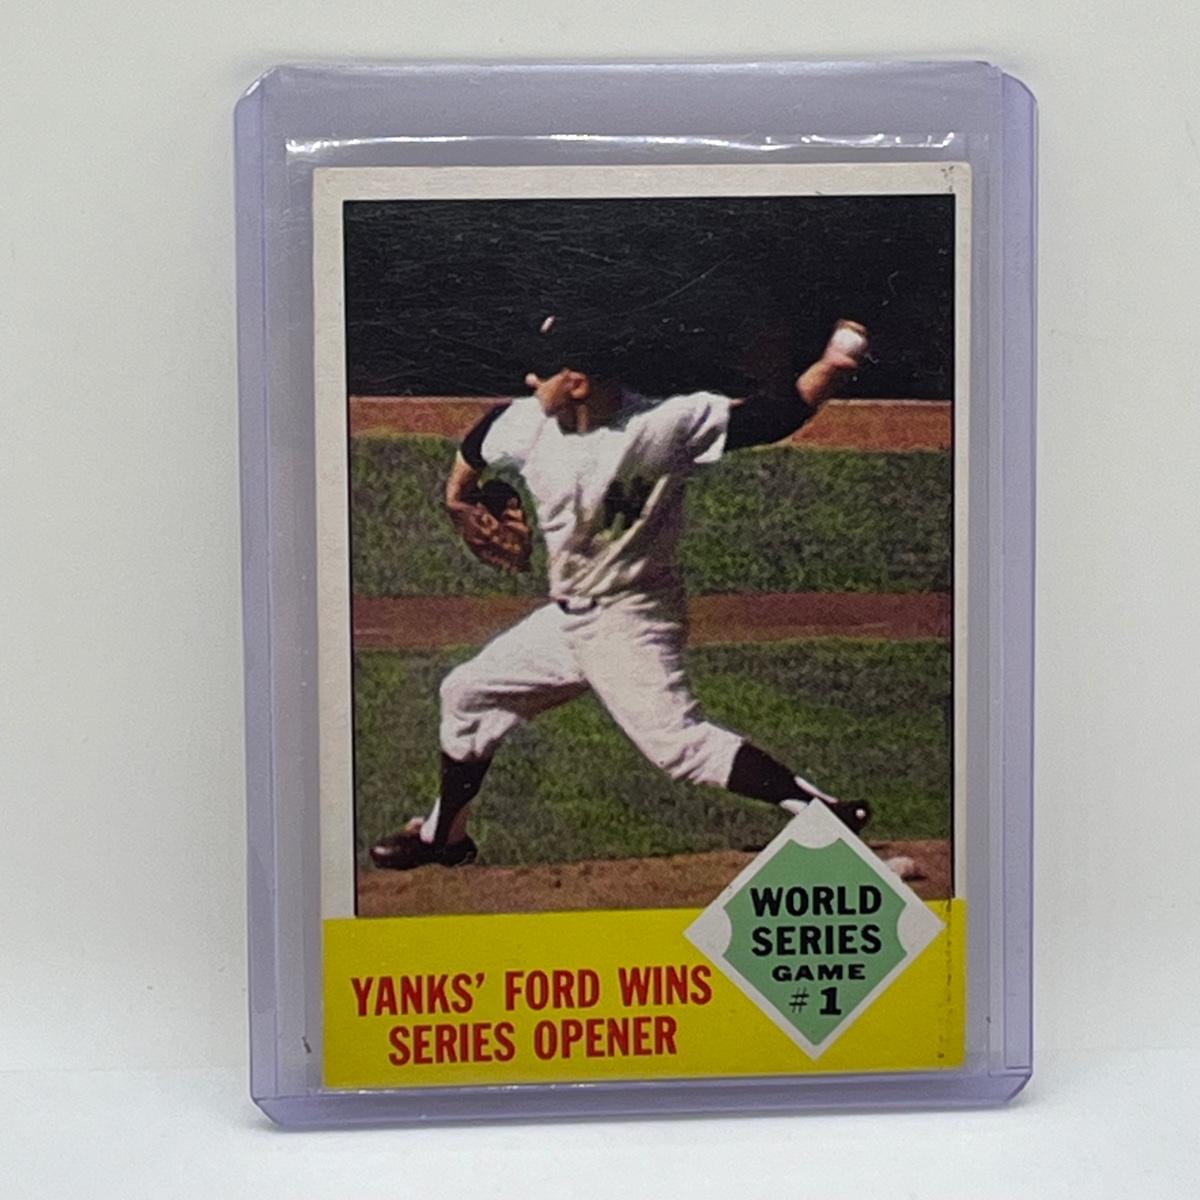 YANKS' FORD WINS
SERIES OPENER
WORLD
SERIES
GAME
#1